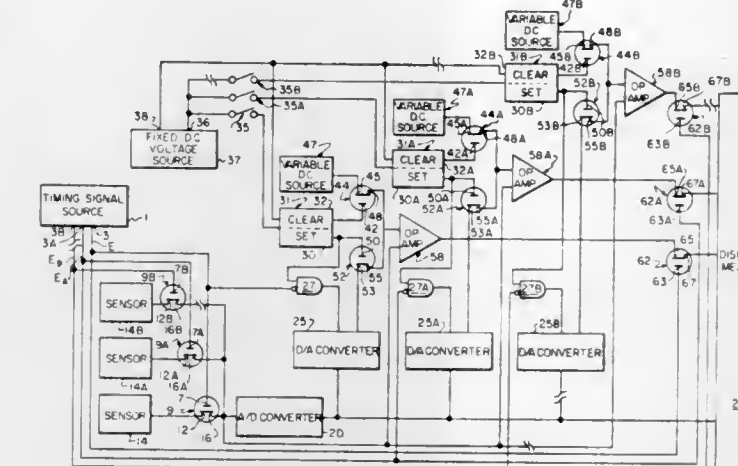 47B
VARIABLE
DC
SOURCE
48B
32B
31B
45B
44B
42B
CLEAR
SET
30B
58B
OP
AMP
65B
67B
52B
53B
50B
55B
62B
63B
35B
35A
35
38
36
FIXED DC
VOLTAGE
SOURCE
37
47A
VARIABLE
DC
SOURCE
45A
44A
48A
31A
42A
CLEAR
SET
32A
30A
58A
OP
AMP
50A
52A
55A
53A
65A
67A
62A
63A
47
VARIABLE
DC
SOURCE
45
44
48
42
31
32
CLEAR
SET
30
50
52
55
53
OP
AMP
58
65
62
63
67
TIMING SIGNAL
SOURCE
1
3B
3A
3
E
E_B
E_A
27
27A
27B
9B
7B
SENSOR
12B
16B
14B
9A
7A
SENSOR
12A
16A
14A
7
9
SENSOR
12
16
14
A/D CONVERTER
20
25
D/A CONVERTER
25A
D/A CONVERTER
25B
D/A CONVERTER
2